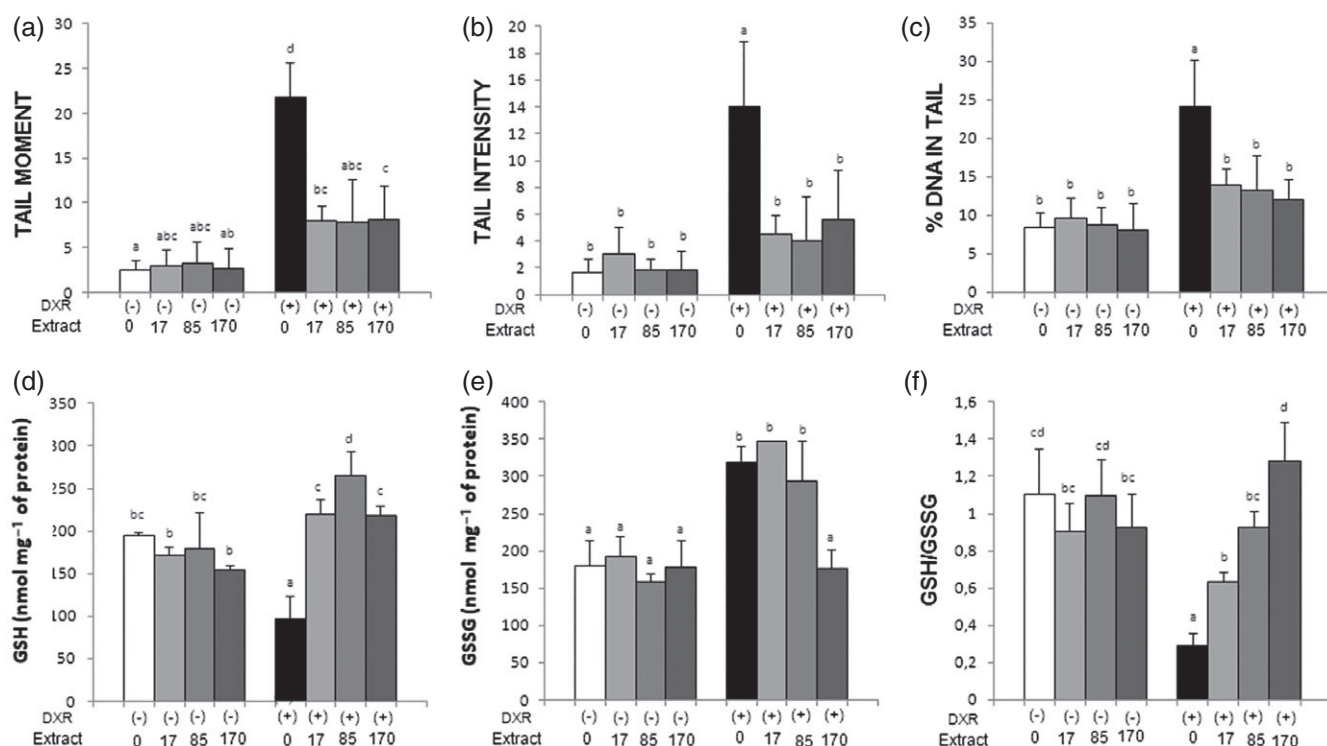 (a)
TAIL MOMENT
30
25
20
15
10
5
0
a abc abc ab d bc abc c
DXR (-) (-) (-) (-) (+) (+) (+) (+)
Extract 0 17 85 170 0 17 85 170
(b)
TAIL INTENSITY
20
18
16
14
12
10
8
6
4
2
0
b b b b a b b b
DXR (-) (-) (-) (-) (+) (+) (+) (+)
Extract 0 17 85 170 0 17 85 170
(c)
% DNA IN TAIL
35
30
25
20
15
10
5
0
b b b b a b b b
DXR (-) (-) (-) (-) (+) (+) (+) (+)
Extract 0 17 85 170 0 17 85 170
(d)
GSH (nmol mg⁻¹ of protein)
350
300
250
200
150
100
50
0
bc b bc b a c d c
DXR (-) (-) (-) (-) (+) (+) (+) (+)
Extract 0 17 85 170 0 17 85 170
(e)
GSSG (nmol mg⁻¹ of protein)
400
350
300
250
200
150
100
50
0
a a a a b b b a
DXR (-) (-) (-) (-) (+) (+) (+) (+)
Extract 0 17 85 170 0 17 85 170
(f)
GSH/GSSG
1,6
1,4
1,2
1
0,8
0,6
0,4
0,2
0
cd bc cd bc a b bc d
DXR (-) (-) (-) (-) (+) (+) (+) (+)
Extract 0 17 85 170 0 17 85 170